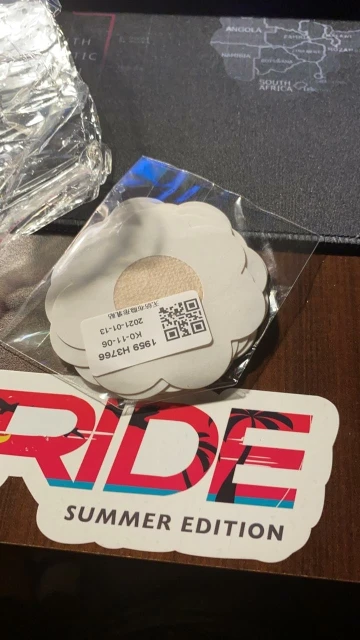 ANGOLA
SOUTH
AFRICA
1959 H3766
K0-11-06
2021-01-13
RIDE
SUMMER EDITION